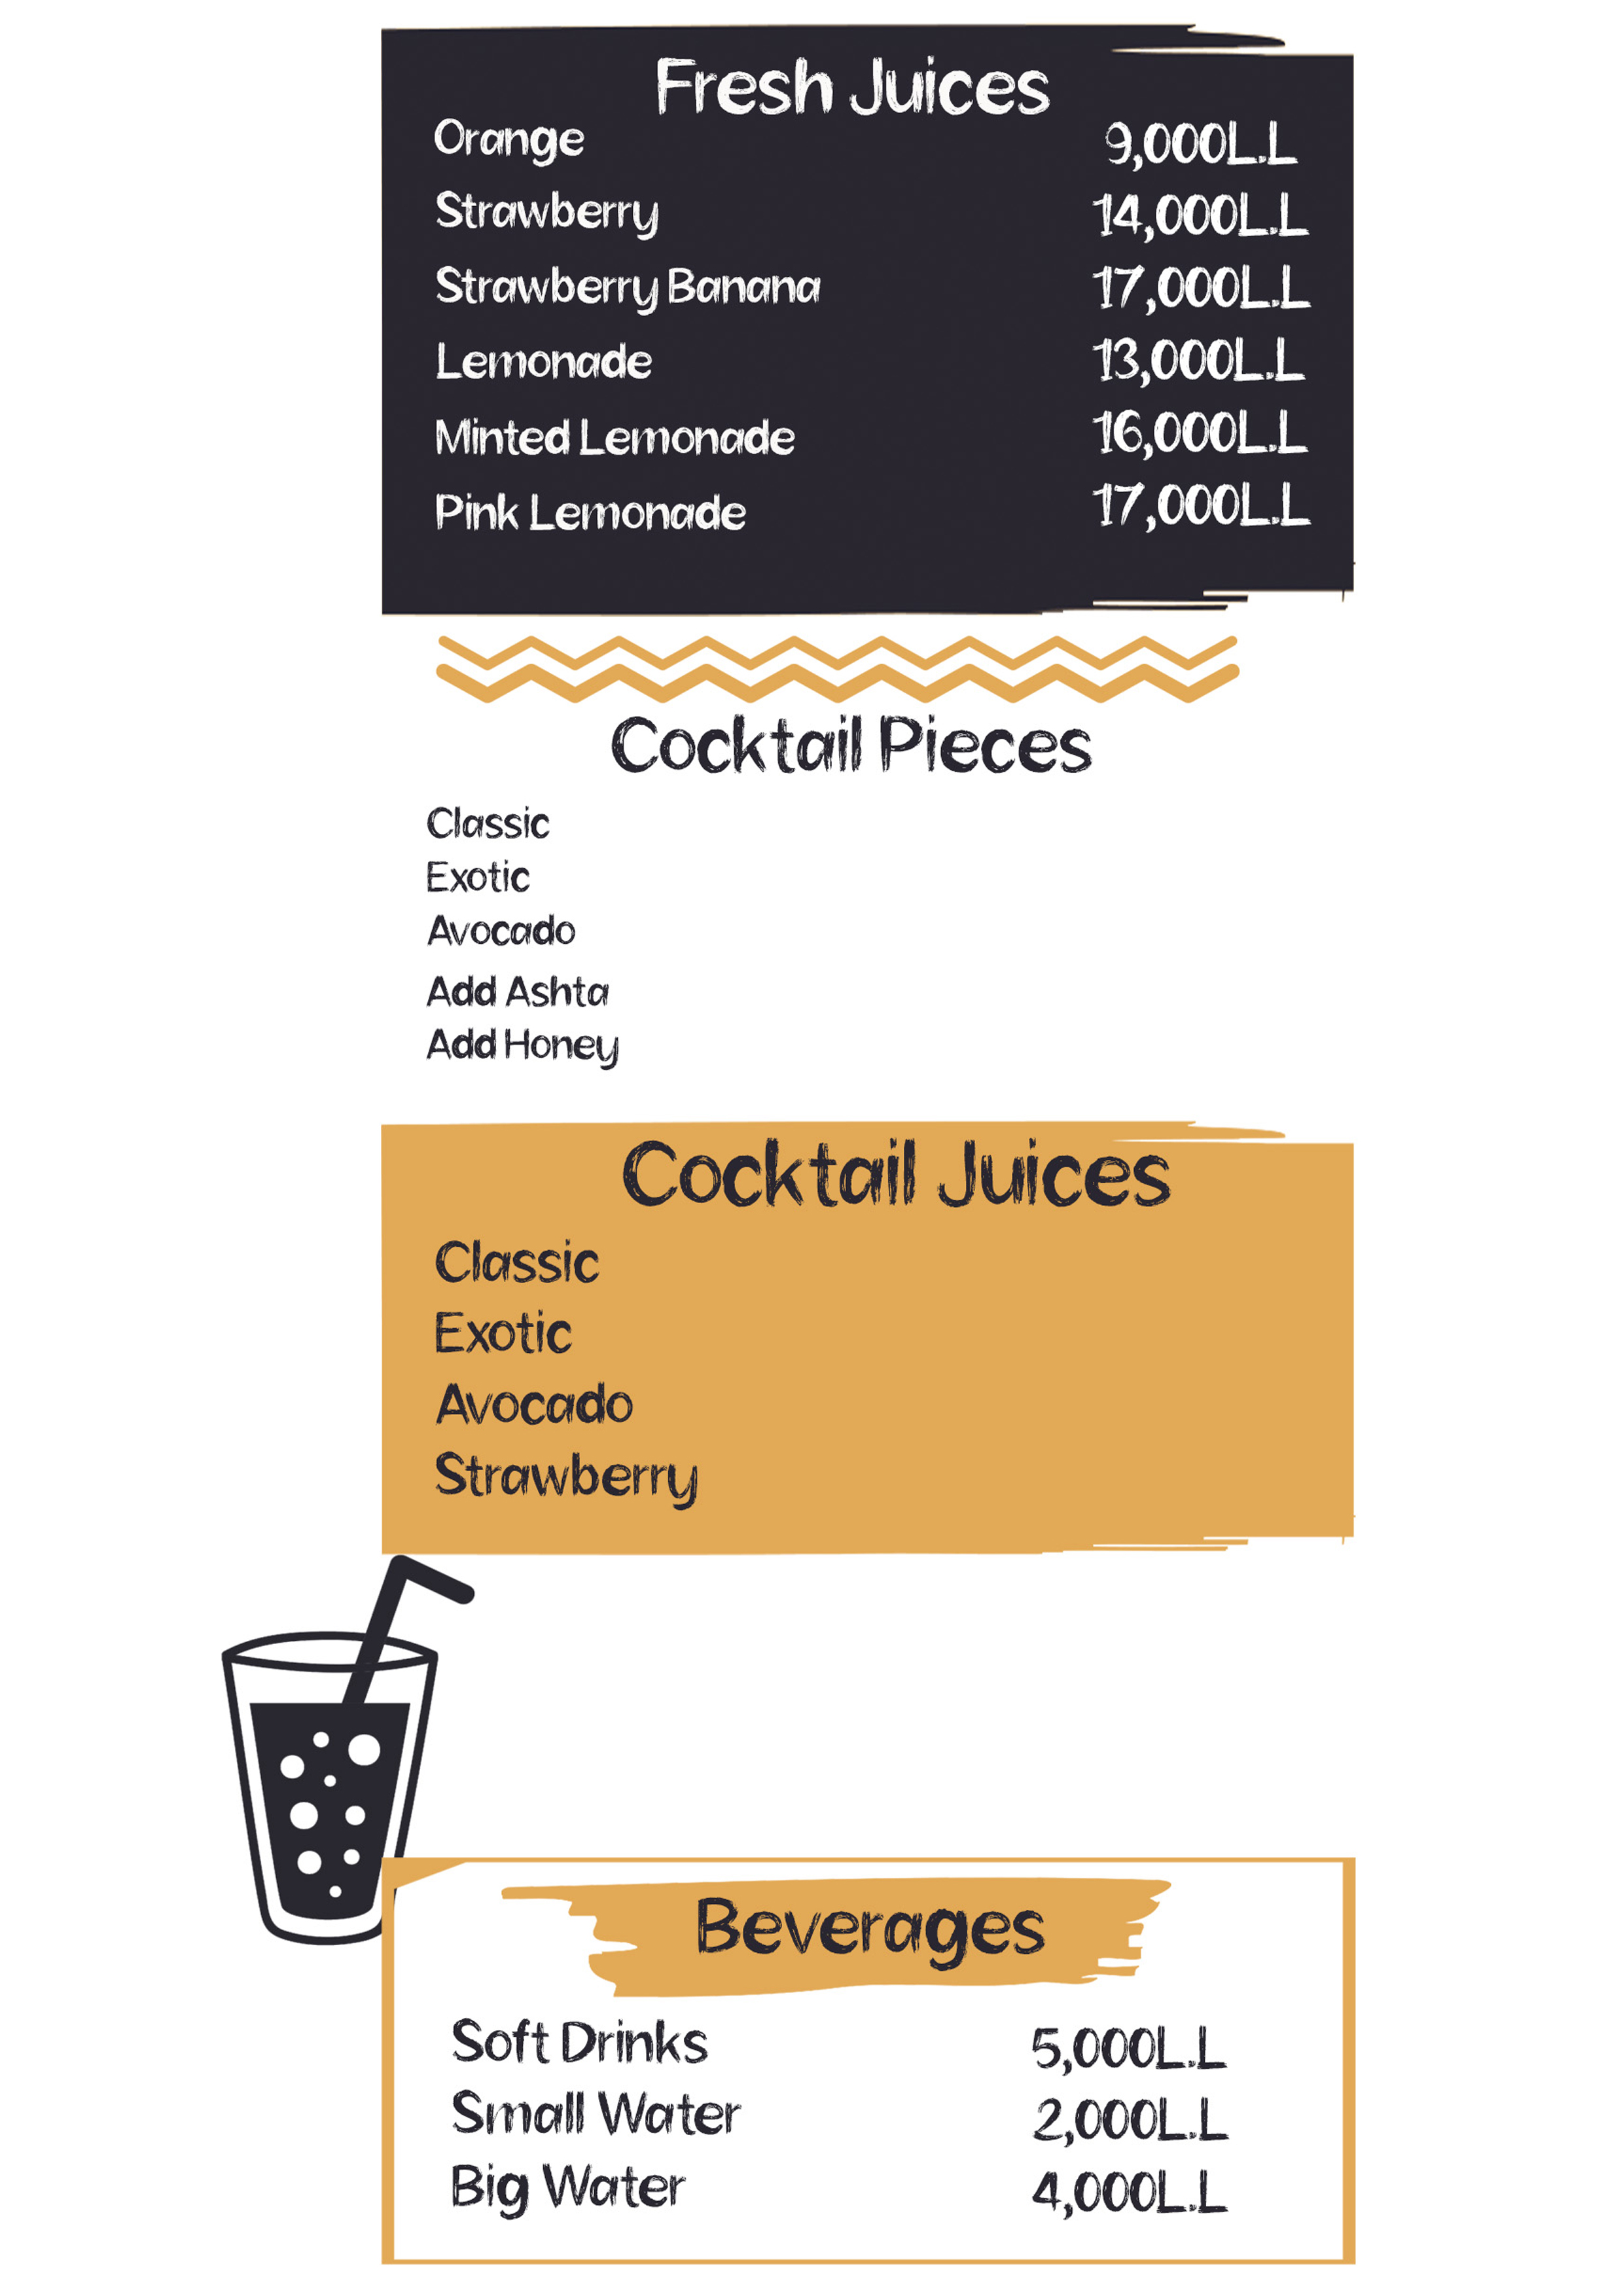 Fresh Juices
Orange 9,000L.L
Strawberry 14,000L.L
Strawberry Banana 17,000L.L
Lemonade 13,000L.L
Minted Lemonade 16,000L.L
Pink Lemonade 17,000L.L
Cocktail Pieces
Classic
Exotic
Avocado
Add Ashta
Add Honey
Cocktail Juices
Classic
Exotic
Avocado
Strawberry
Beverages
Soft Drinks 5,000L.L
Small Water 2,000L.L
Big Water 4,000L.L